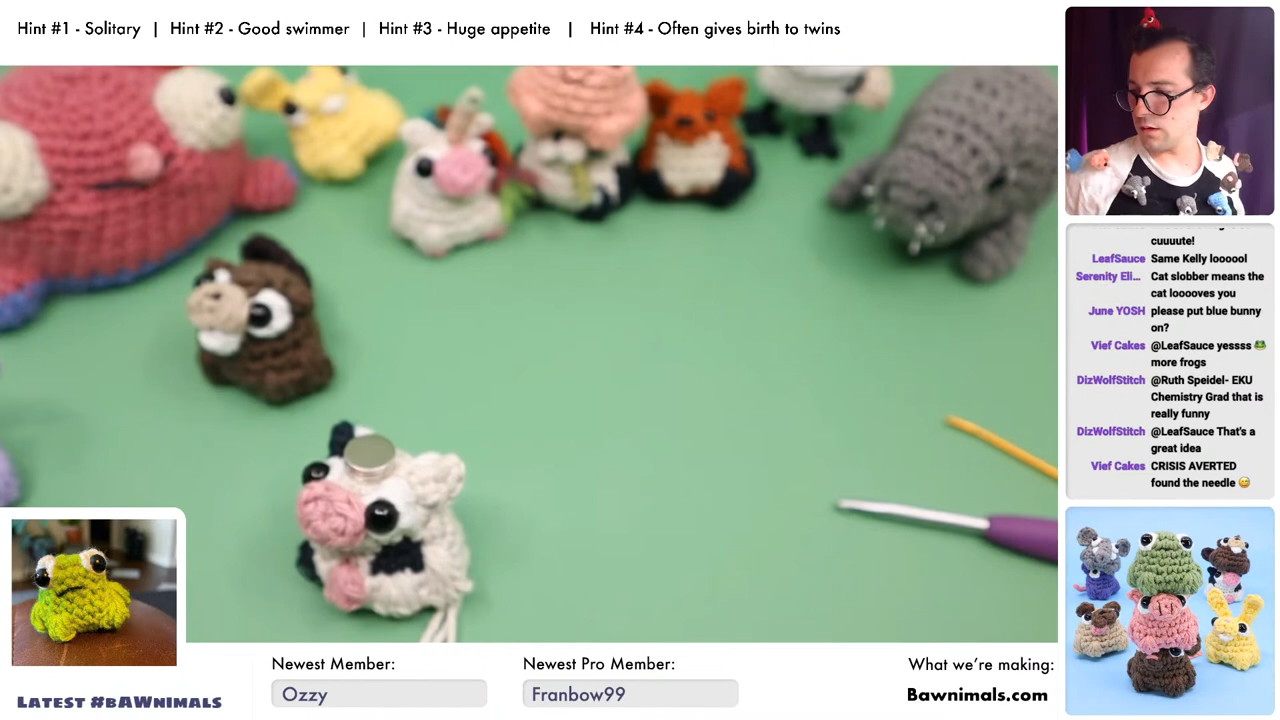 Hint #1 - Solitary | Hint #2 - Good swimmer | Hint #3 - Huge appetite | Hint #4 - Often gives birth to twins
cuuuute!
LeafSauce Same Kelly loooool
Serenity Eli... Cat slobber means the
cat looooves you
June YOSH please put blue bunny
on?
Vief Cakes @LeafSauce yessss 🐸
more frogs
DizWolfStitch @Ruth Speidel- EKU
Chemistry Grad that is
really funny
DizWolfStitch @LeafSauce That's a
great idea
Vief Cakes CRISIS AVERTED
found the needle 😅
Latest #bAWnimals
Newest Member:
Ozzy
Newest Pro Member:
Franbow99
What we're making:
Bawnimals.com